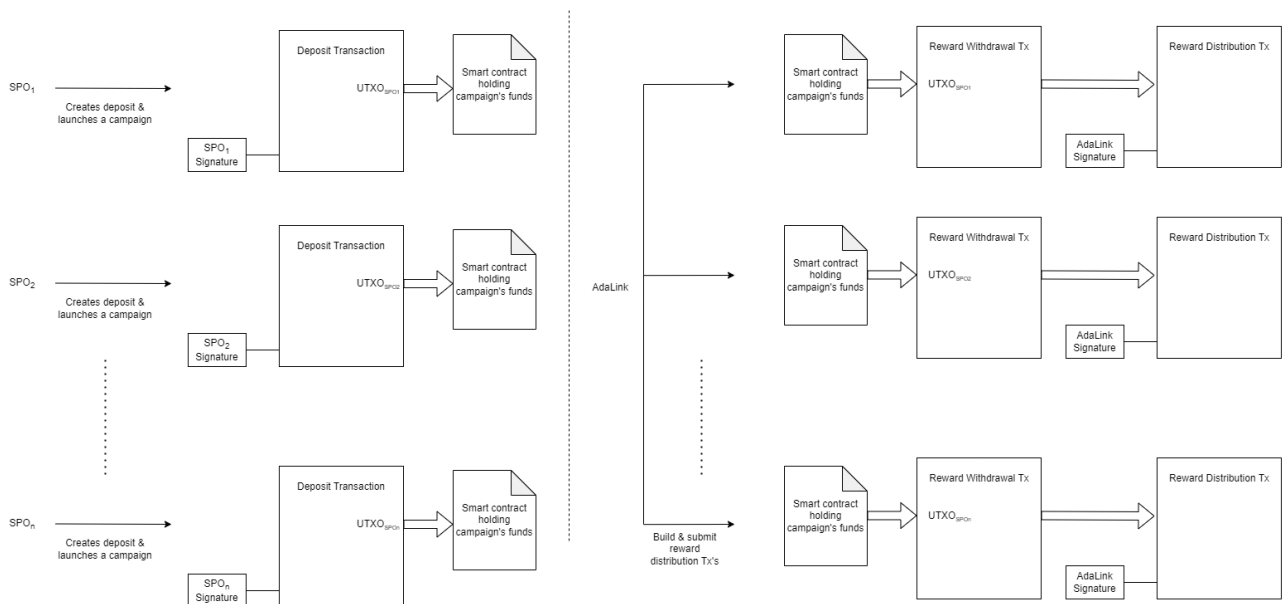 Deposit Transaction
SPO1
Creates deposit &
launches a campaign
UTXOSPO1
Smart contract
holding
campaign's funds
SPO1
Signature
Deposit Transaction
SPO2
Creates deposit &
launches a campaign
UTXOSPO2
Smart contract
holding
campaign's funds
SPO2
Signature
Deposit Transaction
SPOn
Creates deposit &
launches a campaign
UTXOSPOn
Smart contract
holding
campaign's funds
SPOn
Signature
AdaLink
Build & submit
reward
distribution Tx's
Smart contract
holding
campaign's funds
Reward Withdrawal Tx
UTXOSPO1
Reward Distribution Tx
AdaLink
Signature
Smart contract
holding
campaign's funds
Reward Withdrawal Tx
UTXOSPO2
Reward Distribution Tx
AdaLink
Signature
Smart contract
holding
campaign's funds
Reward Withdrawal Tx
UTXOSPOn
Reward Distribution Tx
AdaLink
Signature